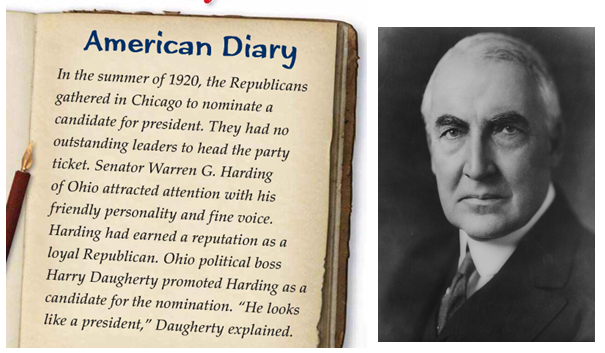 American Diary
In the summer of 1920, the Republicans
gathered in Chicago to nominate a
candidate for president. They had no
outstanding leaders to head the party
ticket. Senator Warren G. Harding
of Ohio attracted attention with his
friendly personality and fine voice.
Harding had earned a reputation as a
loyal Republican. Ohio political boss
Harry Daugherty promoted Harding as a
candidate for the nomination. “He looks
like a president,” Daugherty explained.